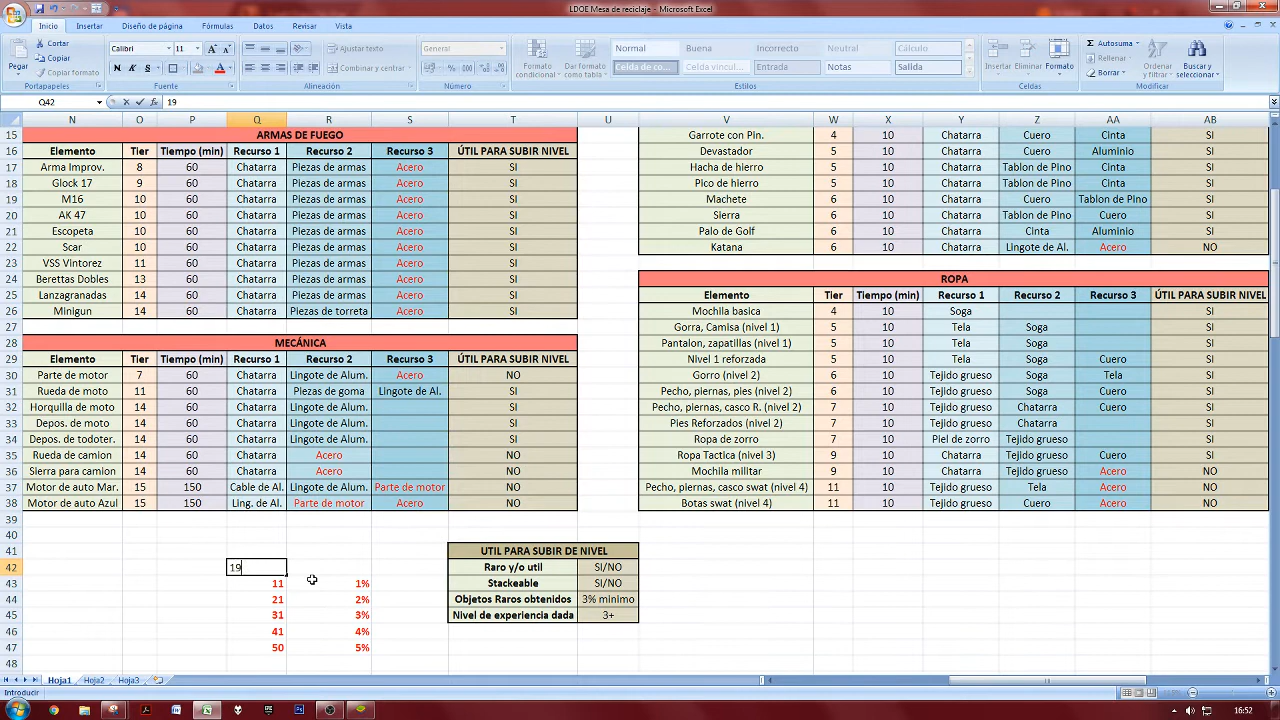 LDOE Mesa de reciclaje - Microsoft Excel
Inicio Insertar Diseño de página Fórmulas Datos Revisar Vista
Pegar Cortar Copiar Copiar formato Portapapeles
Calibri 11 Fuente
Ajustar texto Combinar y centrar Alineación
General Número
Formato condicional Dar formato como tabla
Normal Buena Incorrecto Neutral Cálculo
Celda de co... Celda vincul... Entrada Notas Salida
Estilos
Insertar Eliminar Formato Celdas
Autosuma Rellenar Borrar Ordenar y filtrar Buscar y seleccionar Modificar
Q42 19
N O P Q R S T U V W X Y Z AA AB
15 ARMAS DE FUEGO Garrote con Pin. 4 10 Chatarra Cuero Cinta SI
16 Elemento Tier Tiempo (min) Recurso 1 Recurso 2 Recurso 3 ÚTIL PARA SUBIR NIVEL Devastador 5 10 Chatarra Cuero Aluminio SI
17 Arma Improv. 8 60 Chatarra Piezas de armas Acero SI Hacha de hierro 5 10 Chatarra Tablon de Pino Cinta SI
18 Glock 17 9 60 Chatarra Piezas de armas Acero SI Pico de hierro 5 10 Chatarra Tablon de Pino Cinta SI
19 M16 10 60 Chatarra Piezas de armas Acero SI Machete 6 10 Chatarra Cuero Tablon de Pino SI
20 AK 47 10 60 Chatarra Piezas de armas Acero SI Sierra 6 10 Chatarra Tablon de Pino Cuero SI
21 Escopeta 10 60 Chatarra Piezas de armas Acero SI Palo de Golf 6 10 Chatarra Cinta Aluminio SI
22 Scar 10 60 Chatarra Piezas de armas Acero SI Katana 6 10 Chatarra Lingote de Al. Acero NO
23 VSS Vintorez 11 60 Chatarra Piezas de armas Acero SI
24 Berettas Dobles 13 60 Chatarra Piezas de armas Acero SI ROPA
25 Lanzagranadas 14 60 Chatarra Piezas de armas Acero SI Elemento Tier Tiempo (min) Recurso 1 Recurso 2 Recurso 3 ÚTIL PARA SUBIR NIVEL
26 Minigun 14 60 Chatarra Piezas de torreta Acero SI Mochila basica 4 10 Soga SI
27 Gorra, Camisa (nivel 1) 5 10 Tela Soga SI
28 MECÁNICA Pantalon, zapatillas (nivel 1) 5 10 Tela Soga SI
29 Elemento Tier Tiempo (min) Recurso 1 Recurso 2 Recurso 3 ÚTIL PARA SUBIR NIVEL Nivel 1 reforzada 5 10 Tela Soga Cuero SI
30 Parte de motor 7 60 Chatarra Lingote de Alum. Acero NO Gorro (nivel 2) 6 10 Tejido grueso Soga Tela SI
31 Rueda de moto 11 60 Chatarra Piezas de goma Lingote de Al. SI Pecho, piernas, pies (nivel 2) 6 10 Tejido grueso Soga Cuero SI
32 Horquilla de moto 14 60 Chatarra Lingote de Alum. SI Pecho, piernas, casco R. (nivel 2) 7 10 Tejido grueso Chatarra Cuero SI
33 Depos. de moto 14 60 Chatarra Lingote de Alum. SI Pies Reforzados (nivel 2) 7 10 Tejido grueso Chatarra SI
34 Depos. de todoter. 14 60 Chatarra Lingote de Alum. SI Ropa de zorro 7 10 Piel de zorro Tejido grueso SI
35 Rueda de camion 14 60 Chatarra Acero NO Ropa Tactica (nivel 3) 9 10 Chatarra Tejido grueso Cuero SI
36 Sierra para camion 14 60 Chatarra Acero NO Mochila militar 9 10 Chatarra Tejido grueso Acero NO
37 Motor de auto Mar. 15 150 Cable de Al. Lingote de Alum. Parte de motor NO Pecho, piernas, casco swat (nivel 4) 11 10 Tejido grueso Tela Acero NO
38 Motor de auto Azul 15 150 Ling. de Al. Parte de motor Acero NO Botas swat (nivel 4) 11 10 Tejido grueso Cuero Acero NO
39
40
41 UTIL PARA SUBIR DE NIVEL
42 19 Raro y/o util SI/NO
43 11 1% Stackeable SI/NO
44 21 2% Objetos Raros obtenidos 3% minimo
45 31 3% Nivel de experiencia dada 3+
46 41 4%
47 50 5%
48
Hoja1 Hoja2 Hoja3
Introducir
16:52